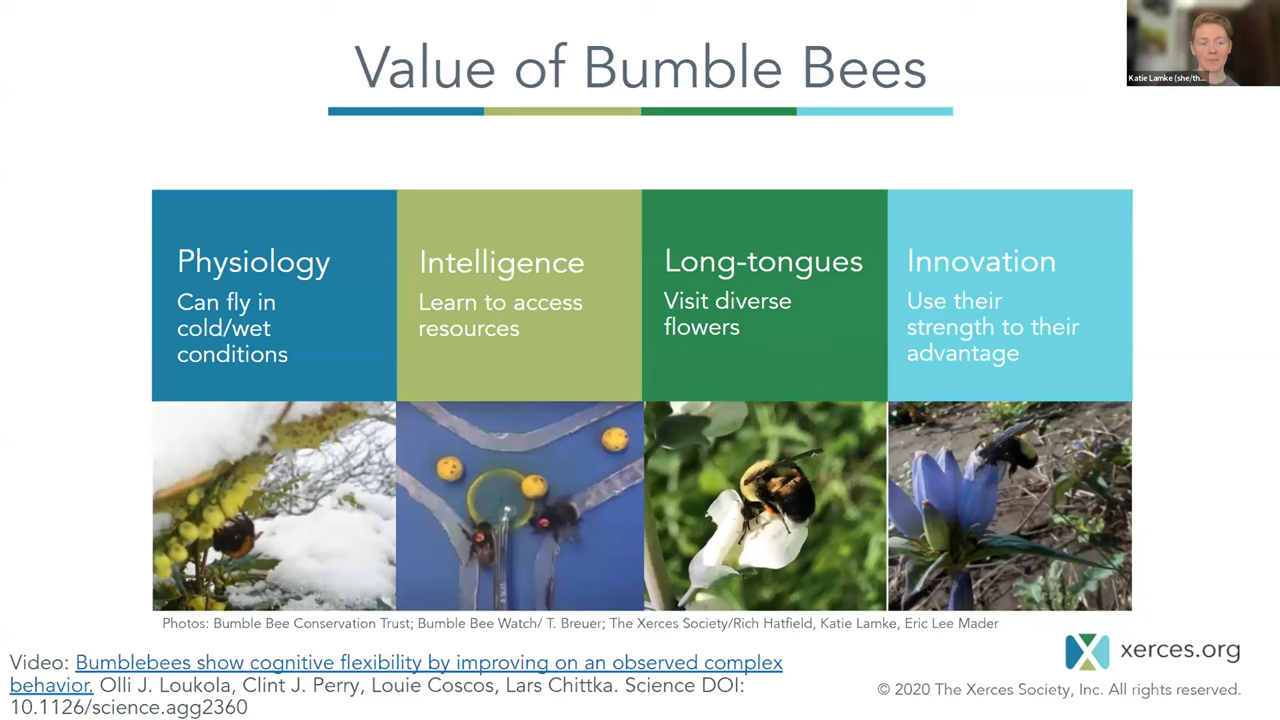 Value of Bumble Bees
Katie Lamke (she/th...
Physiology
Can fly in
cold/wet
conditions
Intelligence
Learn to access
resources
Long-tongues
Visit diverse
flowers
Innovation
Use their
strength to their
advantage
Photos: Bumble Bee Conservation Trust; Bumble Bee Watch/ T. Breuer; The Xerces Society/Rich Hatfield, Katie Lamke, Eric Lee Mader
Video: Bumblebees show cognitive flexibility by improving on an observed complex
behavior. Olli J. Loukola, Clint J. Perry, Louie Coscos, Lars Chittka. Science DOI:
10.1126/science.agg2360
xerces.org
© 2020 The Xerces Society, Inc. All rights reserved.